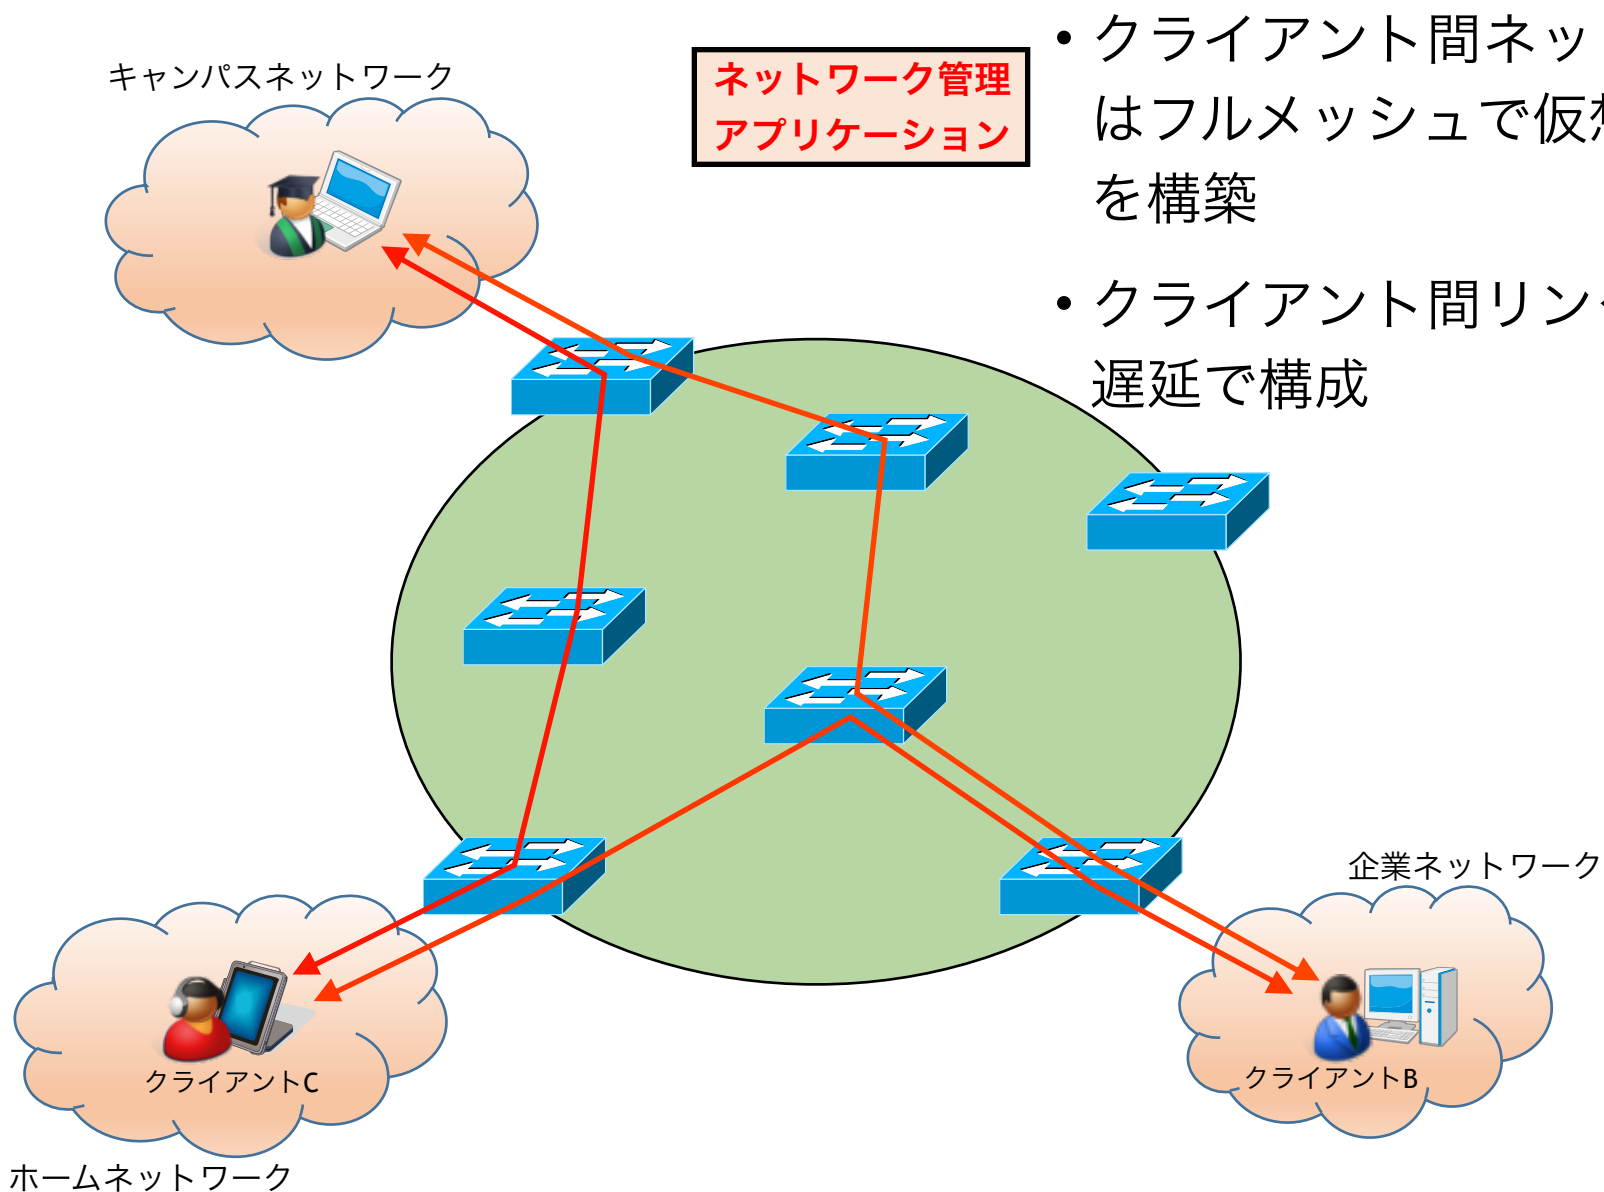 キャンパスネットワーク
ネットワーク管理
アプリケーション
• クライアント間ネッ
はフルメッシュで仮想
を構築
• クライアント間リンク
遅延で構成
企業ネットワーク
クライアントB
クライアントC
ホームネットワーク